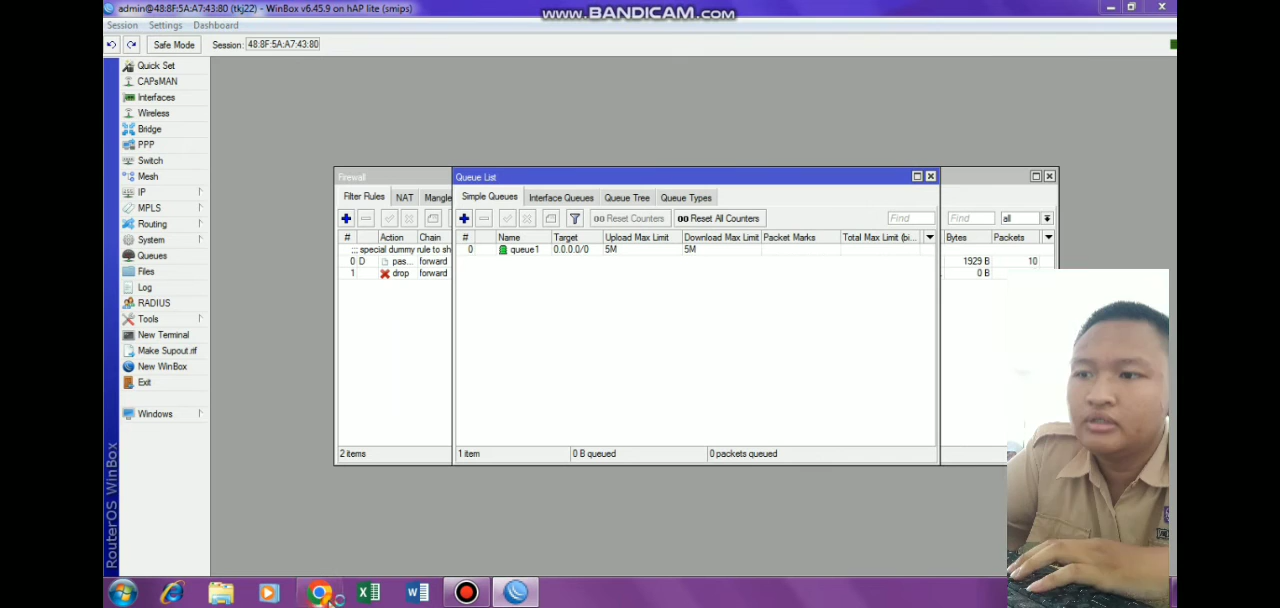 admin@48:8F:5A:A7:43:80 (tkj22) - WinBox v6.45.9 on hAP lite (smips)
www.BANDICAM.com
Session Settings Dashboard
Safe Mode Session: 48:8F:5A:A7:43:80
Quick Set
CAPsMAN
Interfaces
Wireless
Bridge
PPP
Switch
Mesh
IP
MPLS
Routing
System
Queues
Files
Log
RADIUS
Tools
New Terminal
Make Supout.rif
New WinBox
Exit
Windows
RouterOS WinBox
Firewall
Filter Rules NAT Mangle
# Action Chain
;;; special dummy rule to sh
0 D pas... forward
1 drop forward
2 items
Queue List
Simple Queues Interface Queues Queue Tree Queue Types
00 Reset Counters 00 Reset All Counters Find
# Name Target Upload Max Limit Download Max Limit Packet Marks Total Max Limit (bi...
0 queue1 0.0.0.0/0 5M 5M
1 item 0 B queued 0 packets queued
Find all
Bytes Packets
1929 B 10
0 B